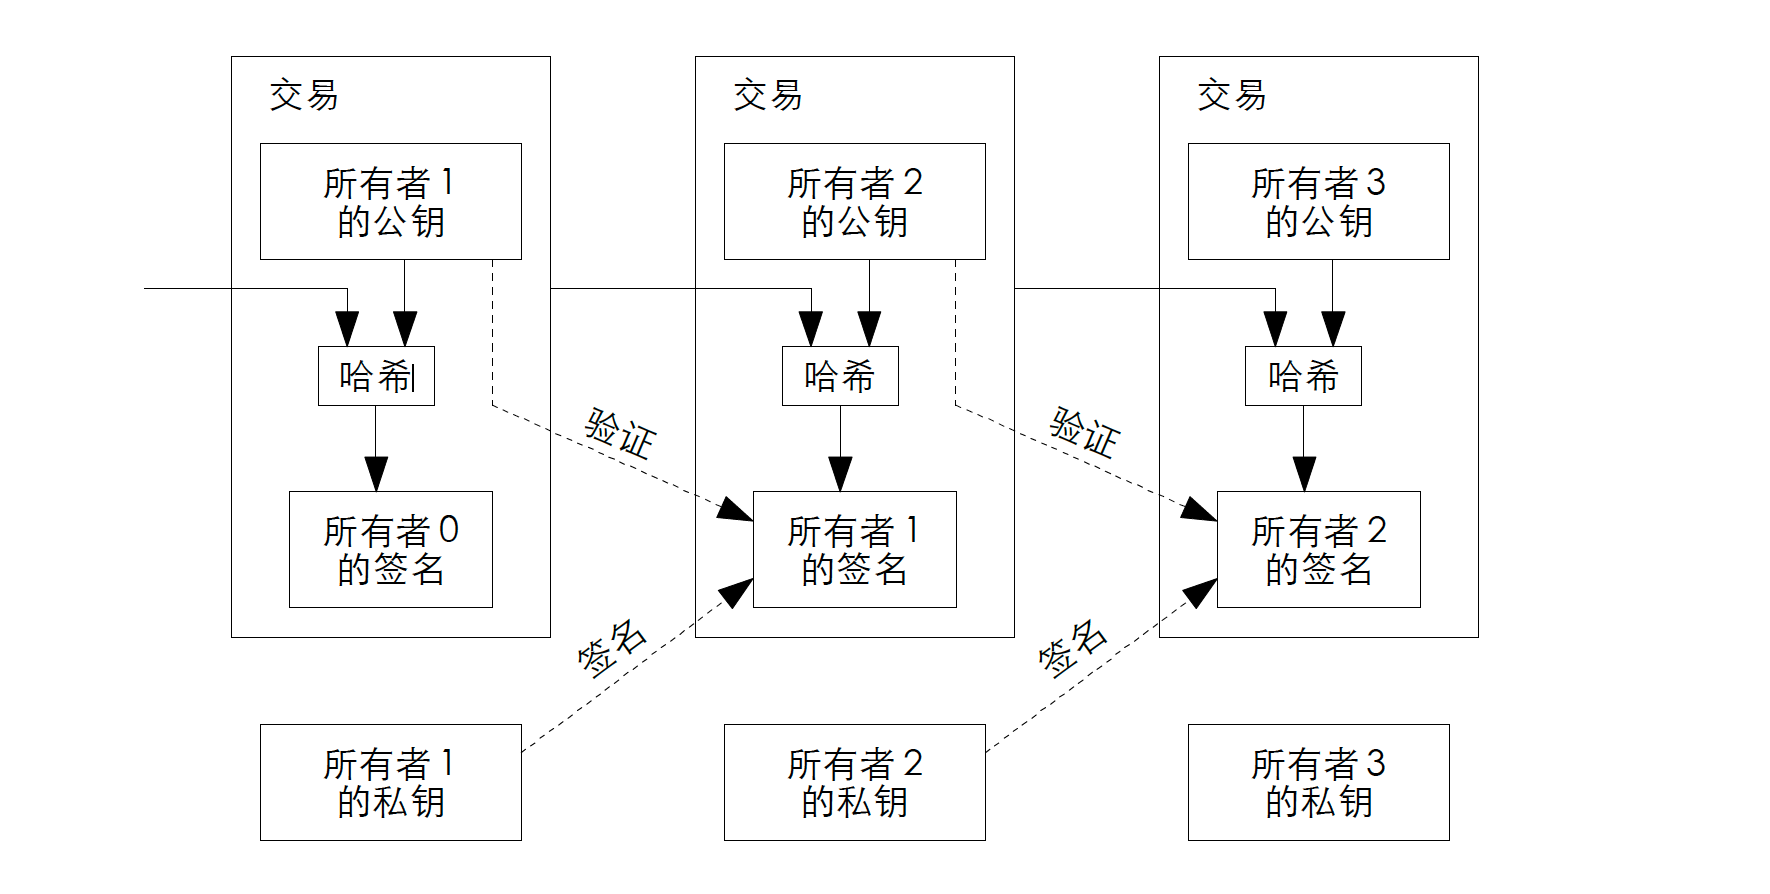 交易
交易
交易
所有者 1
的公钥
所有者 2
的公钥
所有者 3
的公钥
哈希
哈希
哈希
验证
验证
所有者 0
的签名
所有者 1
的签名
所有者 2
的签名
签名
签名
所有者 1
的私钥
所有者 2
的私钥
所有者 3
的私钥